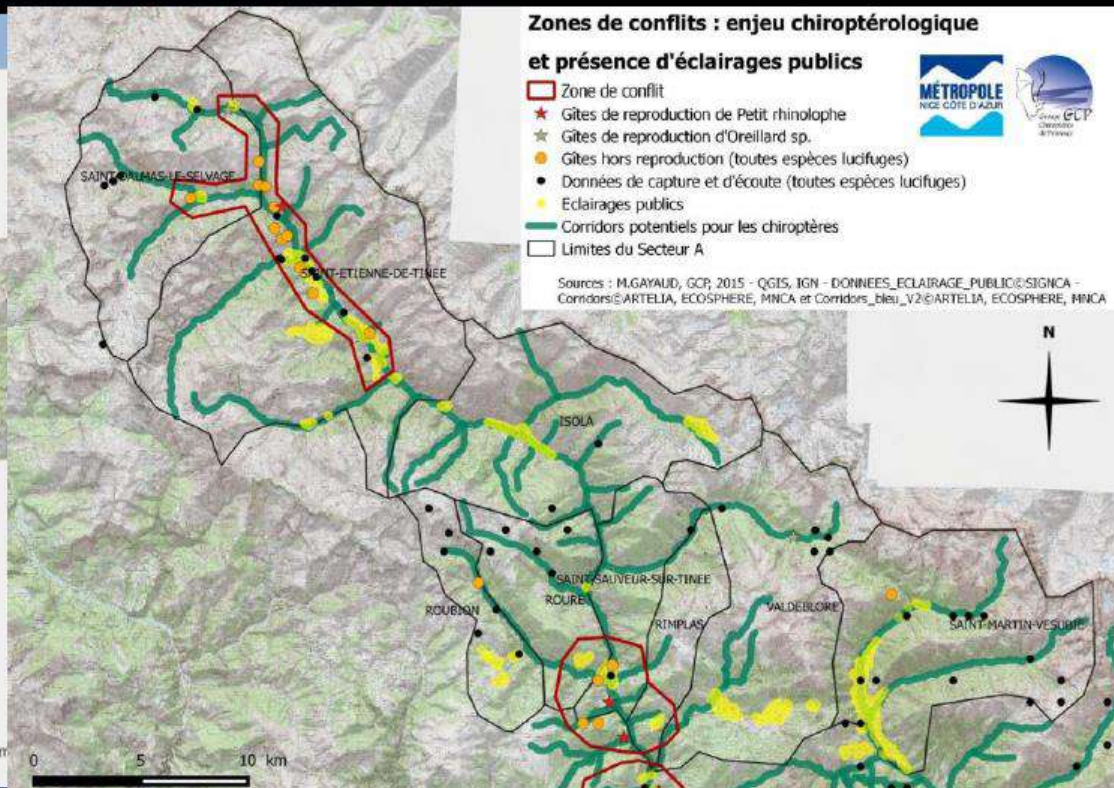 Zones de conflits : enjeu chiroptérologique
et présence d'éclairages publics
Zone de conflit
Gîtes de reproduction de Petit rhinolophe
Gîtes de reproduction d'Oreillard sp.
Gîtes hors reproduction (toutes espèces lucifuges)
Données de capture et d'écoute (toutes espèces lucifuges)
Eclairages publics
Corridors potentiels pour les chiroptères
Limites du Secteur A
MÉTROPOLE
NICE CÔTE D'AZUR
Groupe GCP
Chiroptères
de Provence
Sources : M.GAYAUD, GCP, 2015 - QGIS, IGN - DONNEES_ECLAIRAGE_PUBLIC©SIGNCA -
Corridors©ARTELIA, ECOSPHERE, MNCA et Corridors_bleu_V2©ARTELIA, ECOSPHERE, MNCA
N
SAINT-DALMAS-LE-SELVAGE
SAINT-ETIENNE-DE-TINEE
ISOLA
SAINT-SAUVEUR-SUR-TINEE
ROURE
ROUBION
RIMPLAS
VALDEBLORE
SAINT-MARTIN-VESUBIE
0 5 10 km